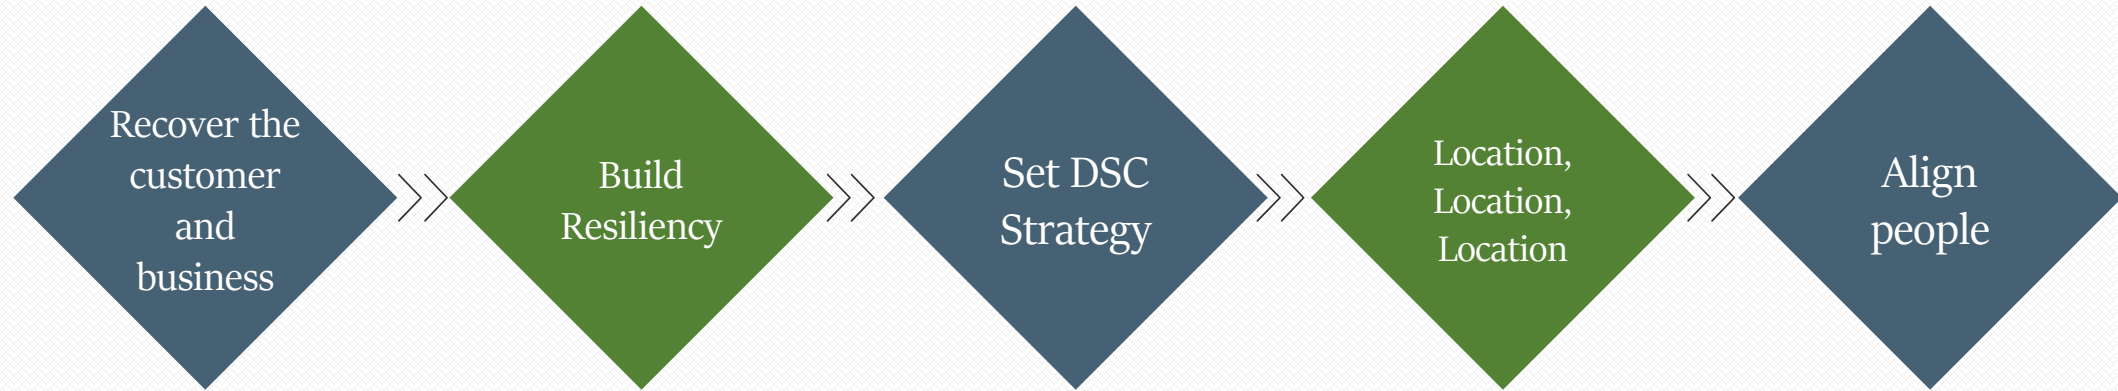 Recover the
customer
and
business
Build
Resiliency
Set DSC
Strategy
Location,
Location,
Location
Align
people